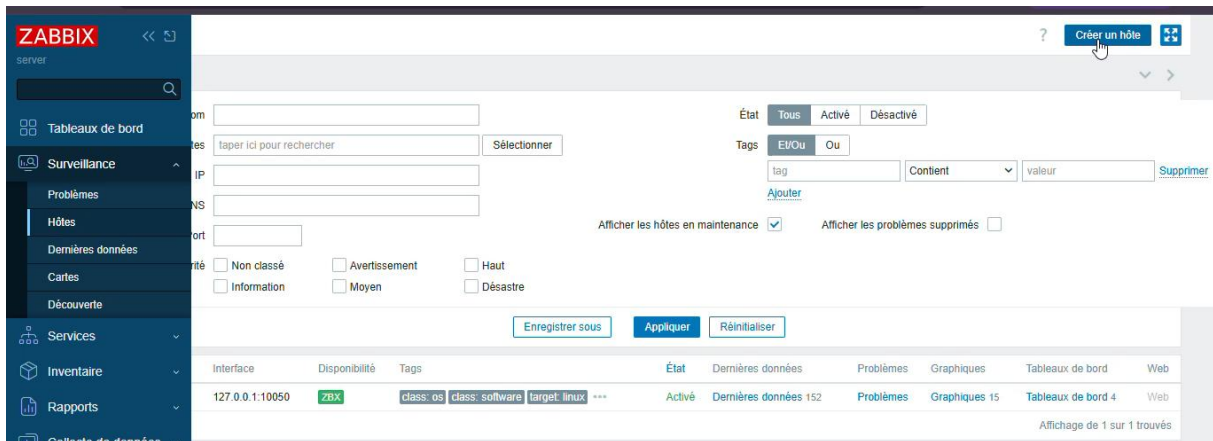 ZABBIX
server
? Créer un hôte
Tableaux de bord
Surveillance
Problèmes
Hôtes
Dernières données
Cartes
Découverte
Services
Inventaire
Rapports
Collecte de données
om
État Tous Activé Désactivé
tes taper ici pour rechercher Sélectionner
Tags Et/Ou Ou
IP
tag Contient valeur Supprimer
NS
Ajouter
ort
Afficher les hôtes en maintenance Afficher les problèmes supprimés
rité Non classé Avertissement Haut
Information Moyen Désastre
Enregistrer sous Appliquer Réinitialiser
Interface Disponibilité Tags État Dernières données Problèmes Graphiques Tableaux de bord Web
127.0.0.1:10050 ZBX class: os class: software target: linux ••• Activé Dernières données 152 Problèmes Graphiques 15 Tableaux de bord 4 Web
Affichage de 1 sur 1 trouvés